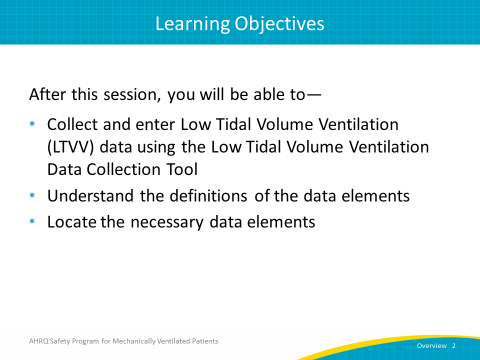 Learning Objectives
After this session, you will be able to—
• Collect and enter Low Tidal Volume Ventilation
(LTVV) data using the Low Tidal Volume Ventilation
Data Collection Tool
• Understand the definitions of the data elements
• Locate the necessary data elements
AHRQ Safety Program for Mechanically Ventilated Patients
Overview 2